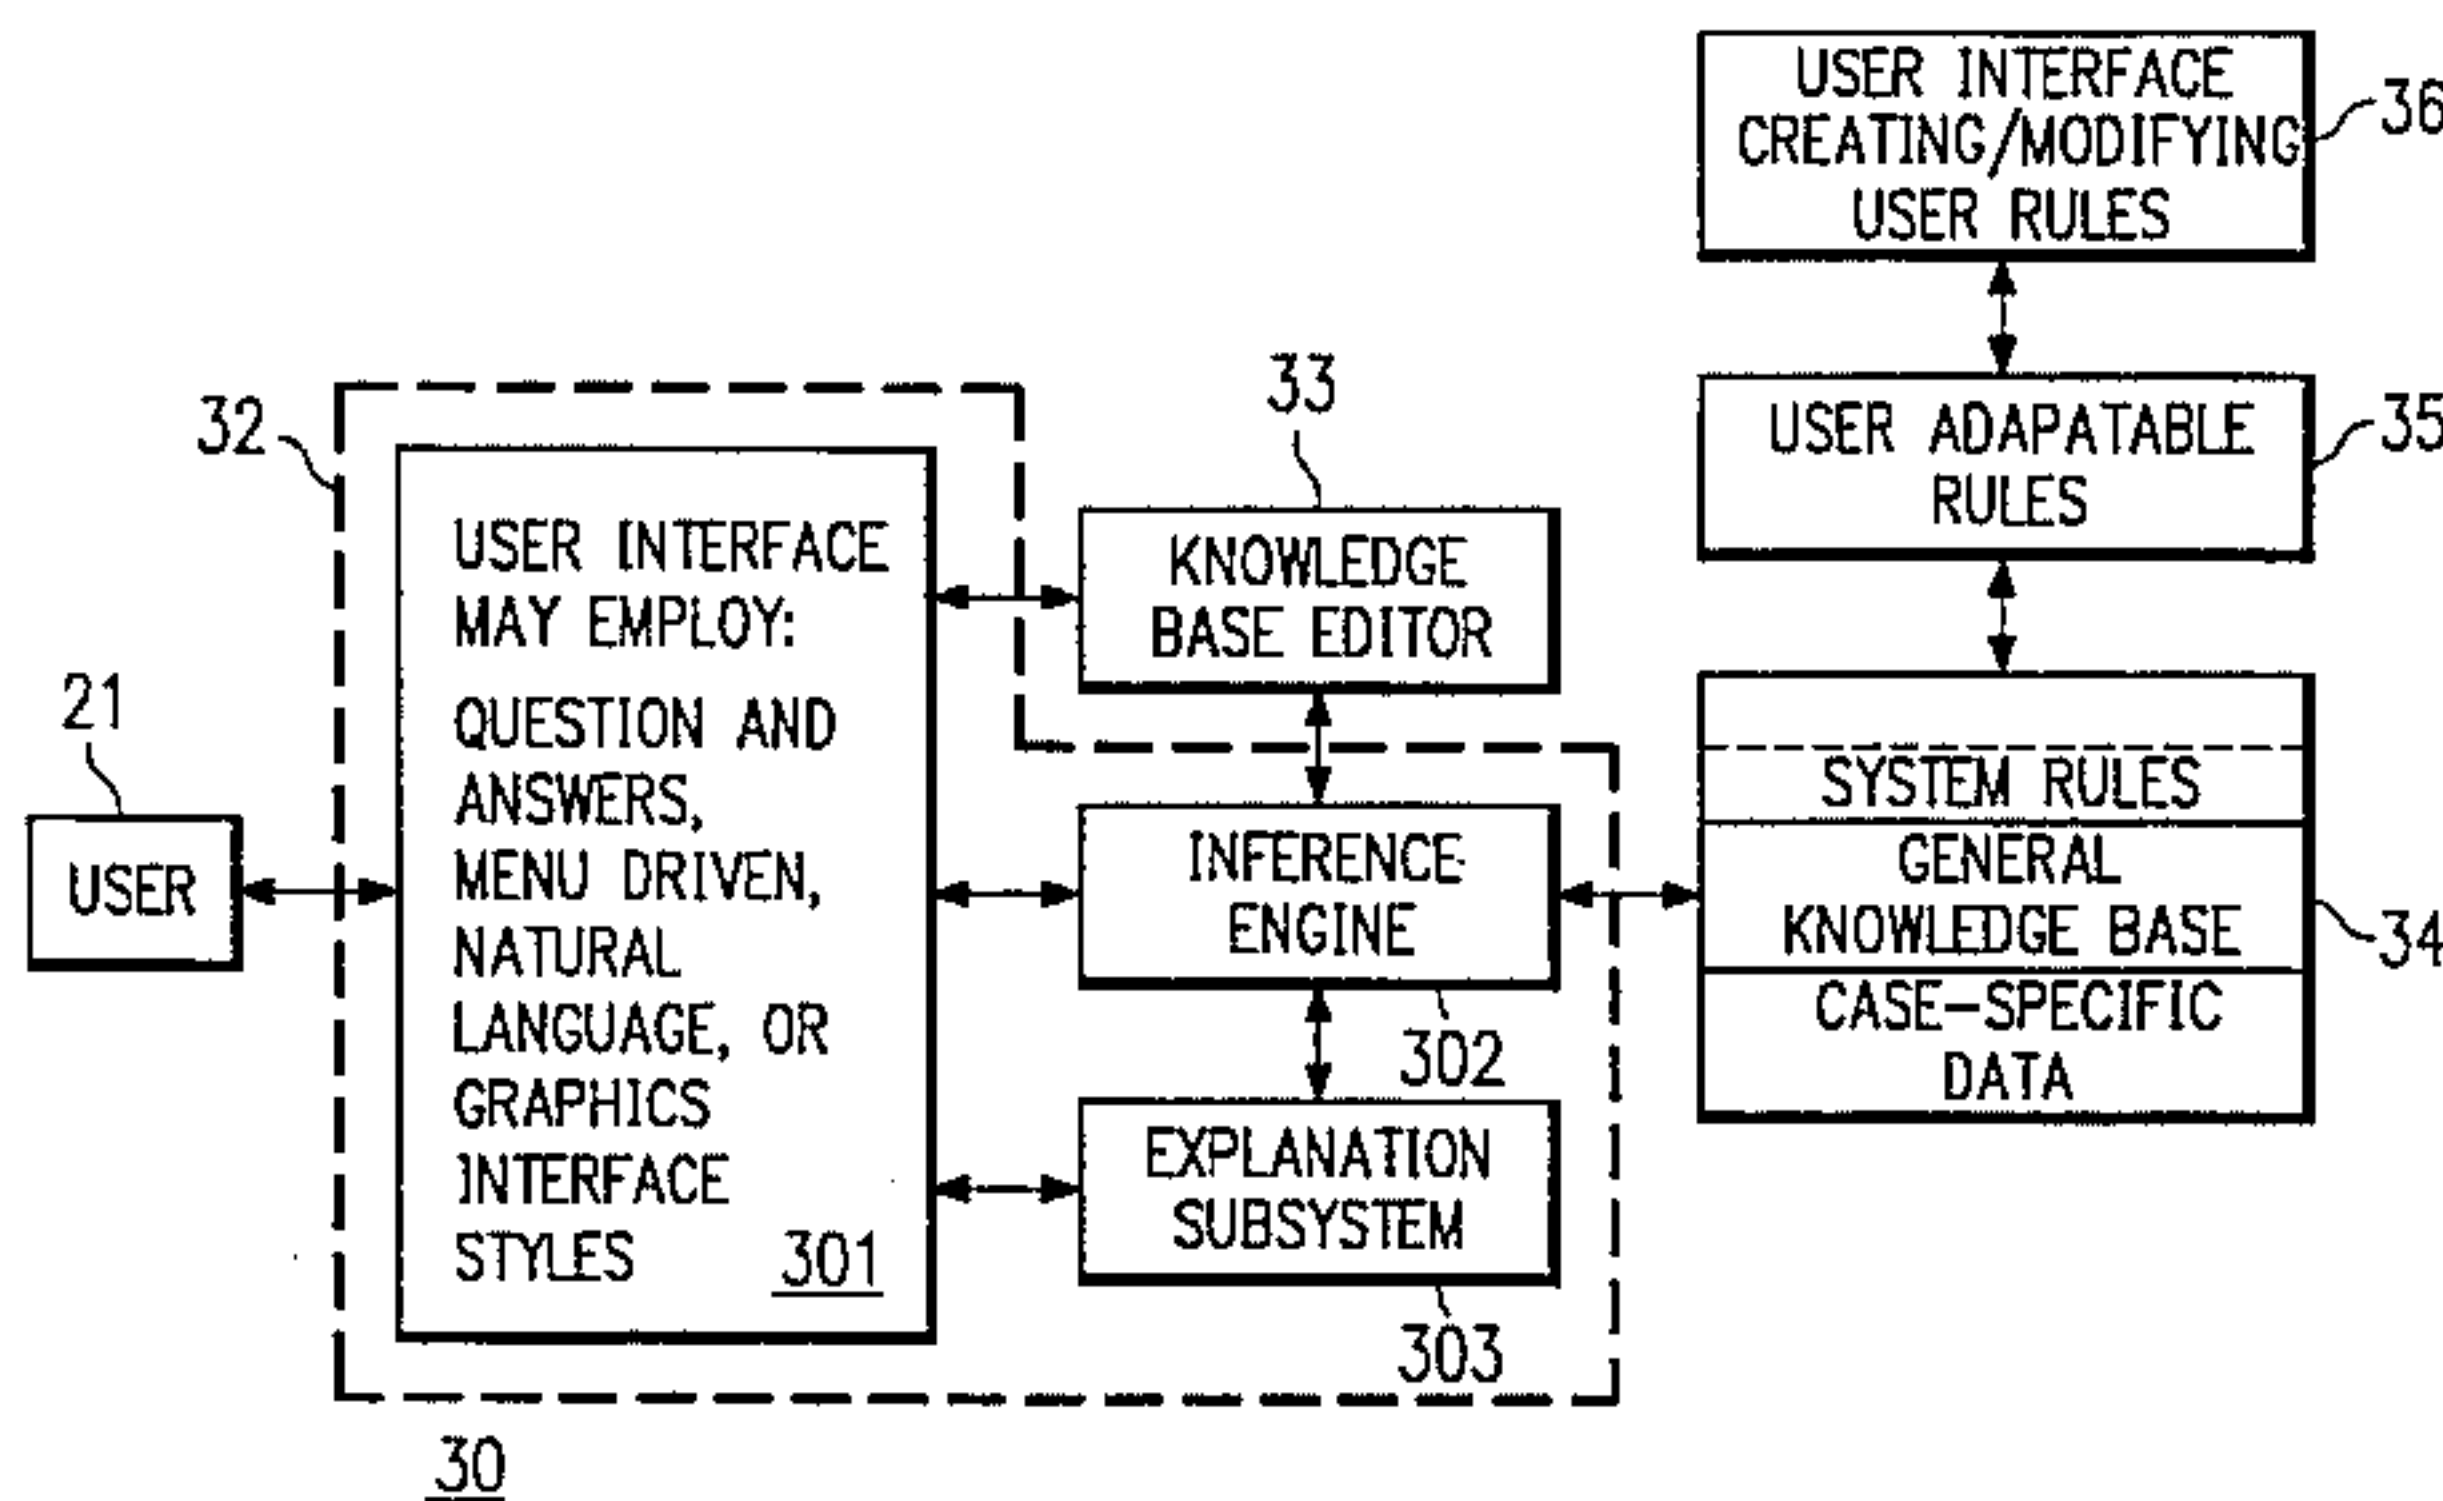 USER INTERFACE
CREATING/MODIFYING
USER RULES
36
USER ADAPATABLE
RULES
35
32
33
KNOWLEDGE
BASE EDITOR
21
USER
USER INTERFACE
MAY EMPLOY:
QUESTION AND
ANSWERS,
MENU DRIVEN,
NATURAL
LANGUAGE, OR
GRAPHICS
INTERFACE
STYLES
301
INFERENCE
ENGINE
302
EXPLANATION
SUBSYSTEM
303
SYSTEM RULES
GENERAL
KNOWLEDGE BASE
CASE-SPECIFIC
DATA
34
30